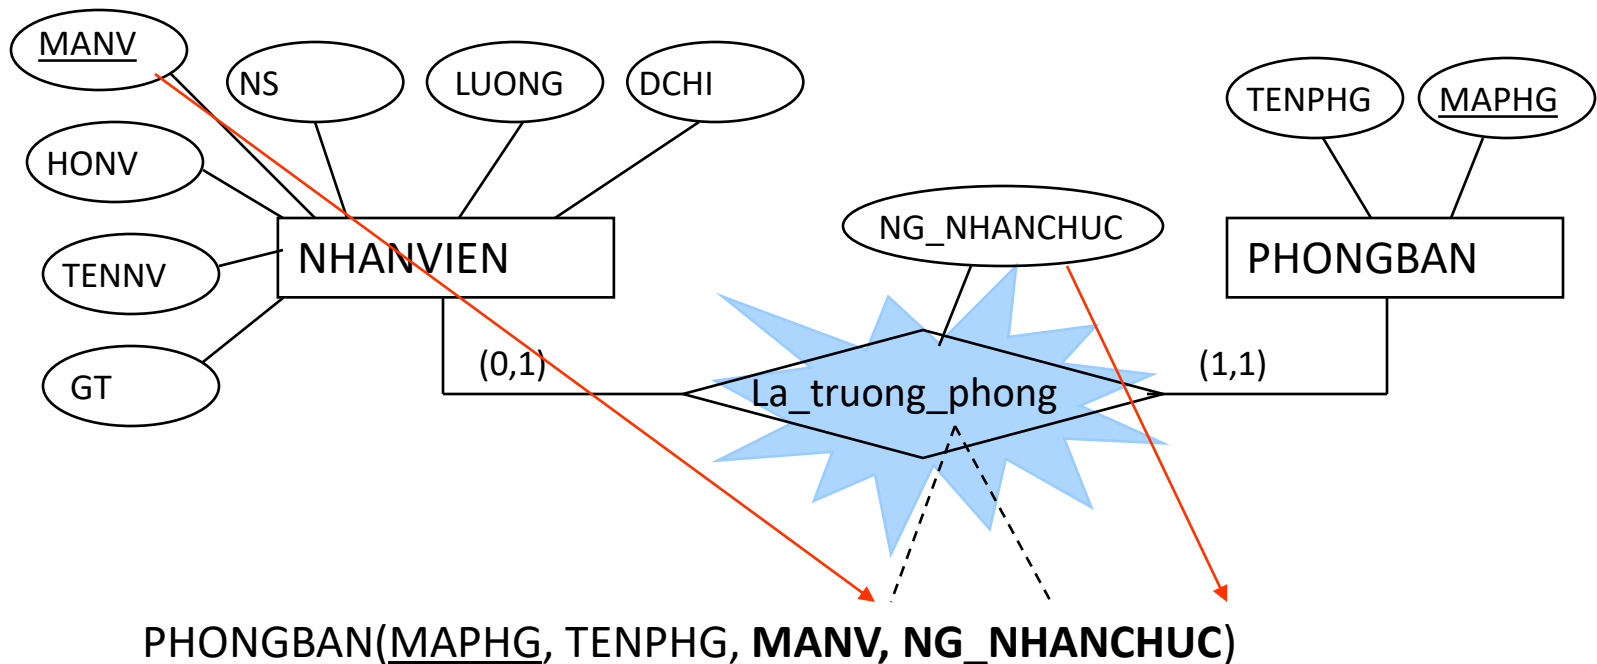 MANV
NS
LUONG
DCHI
TENPHG
MAPHG
HONV
NG_NHANCHUC
TENNV
NHANVIEN
PHONGBAN
GT
(0,1)
La_truong_phong
(1,1)
PHONGBAN(MAPHG, TENPHG, MANV, NG_NHANCHUC)